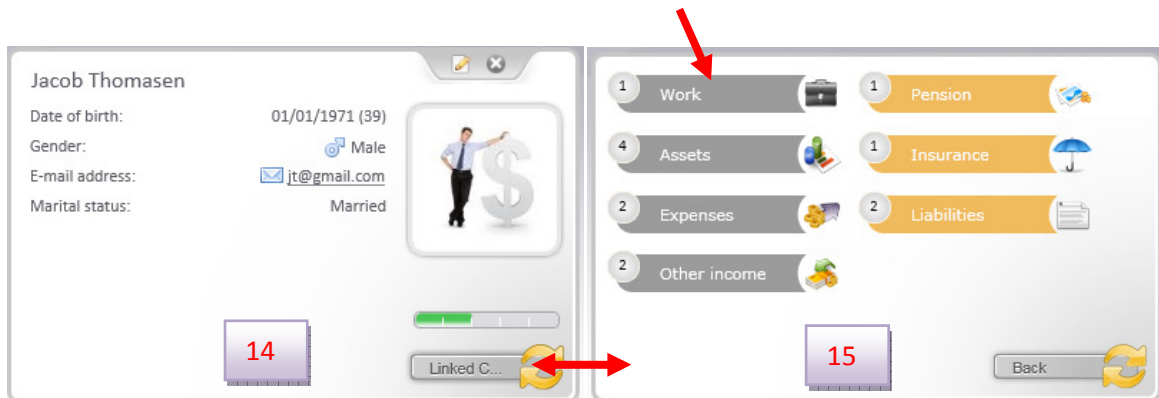 Jacob Thomasen
Date of birth: 01/01/1971 (39)
Gender: Male
E-mail address: jt@gmail.com
Marital status: Married
14
Linked C...
1 Work
1 Pension
4 Assets
1 Insurance
2 Expenses
2 Liabilities
2 Other income
15
Back